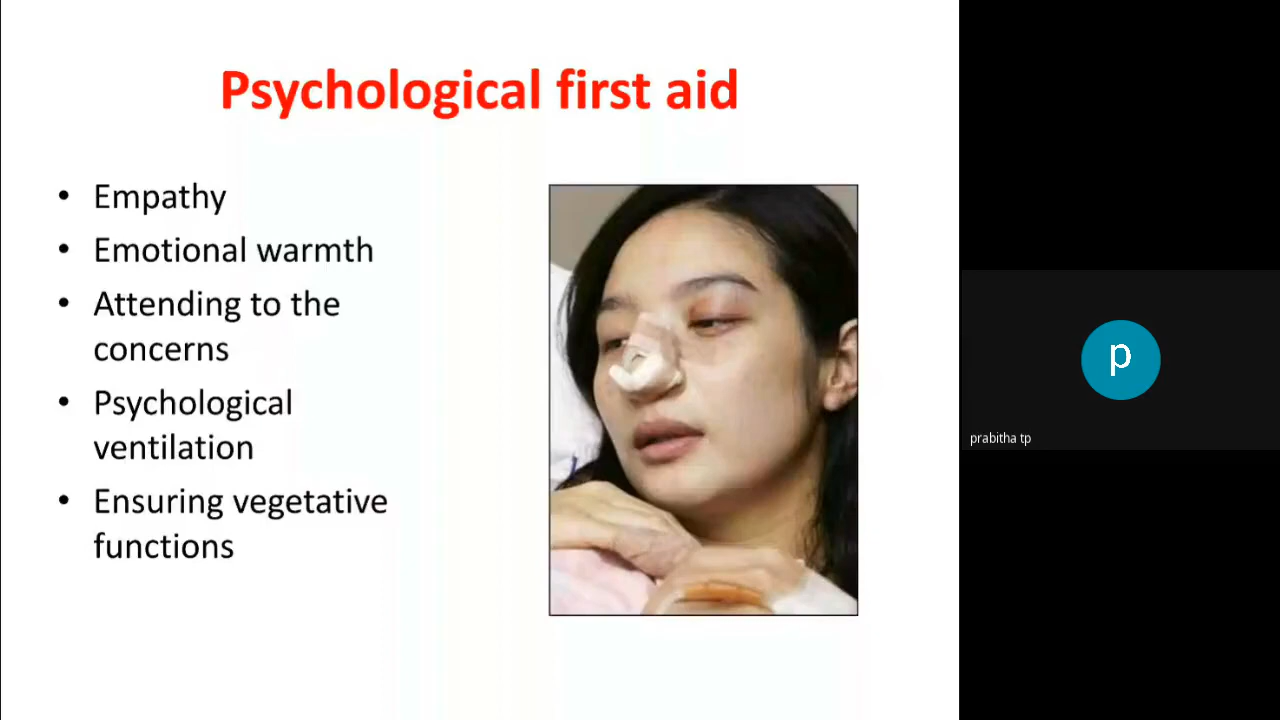 Psychological first aid
• Empathy
• Emotional warmth
• Attending to the
concerns
• Psychological
ventilation
• Ensuring vegetative
functions
p
prabitha tp